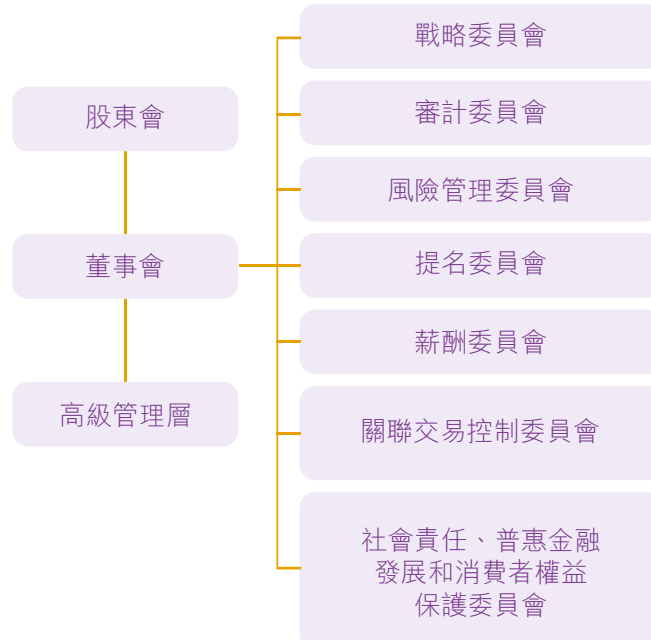 股東會
董事會
高級管理層
戰略委員會
審計委員會
風險管理委員會
提名委員會
薪酬委員會
關聯交易控制委員會
社會責任、普惠金融
發展和消費者權益
保護委員會